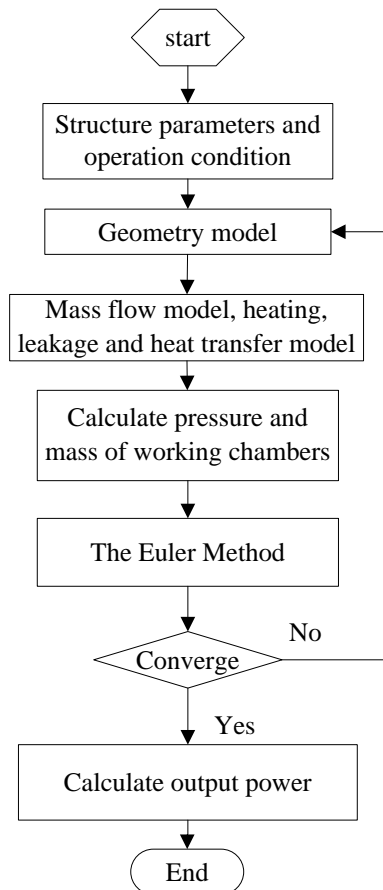 start
Structure parameters and
operation condition
Geometry model
Mass flow model, heating,
leakage and heat transfer model
Calculate pressure and
mass of working chambers
The Euler Method
Converge
No
Yes
Calculate output power
End